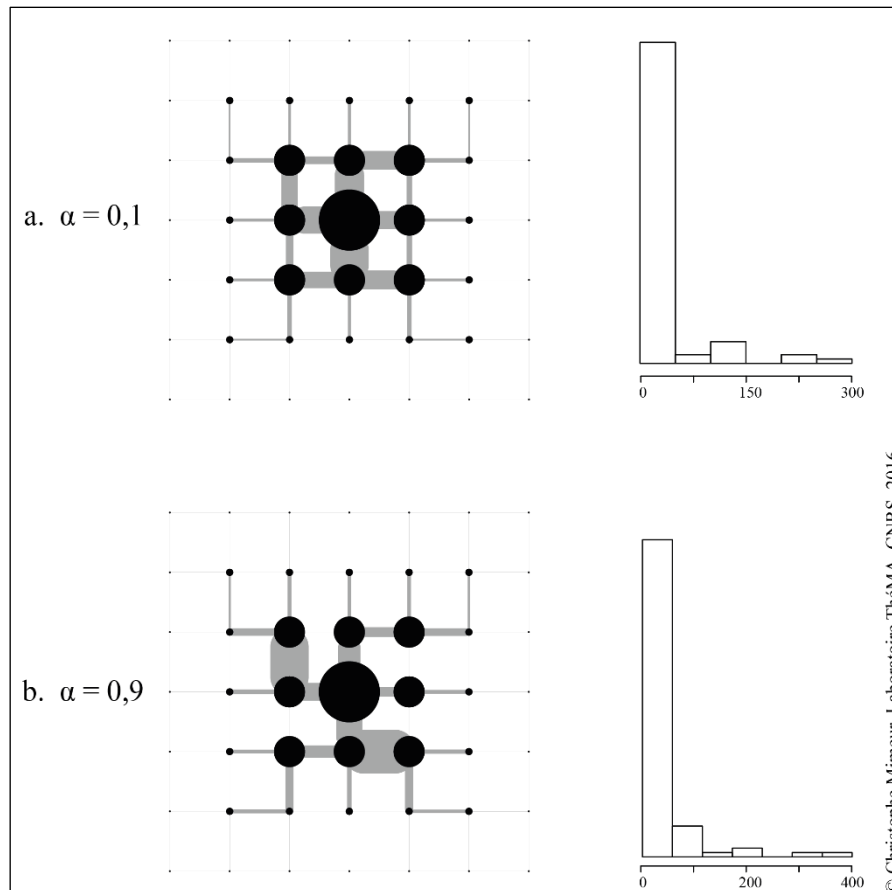 a. α = 0,1
0 150 300
b. α = 0,9
0 200 400
© Christophe Mimeur, Laboratoire ThéMA, CNRS, 2016